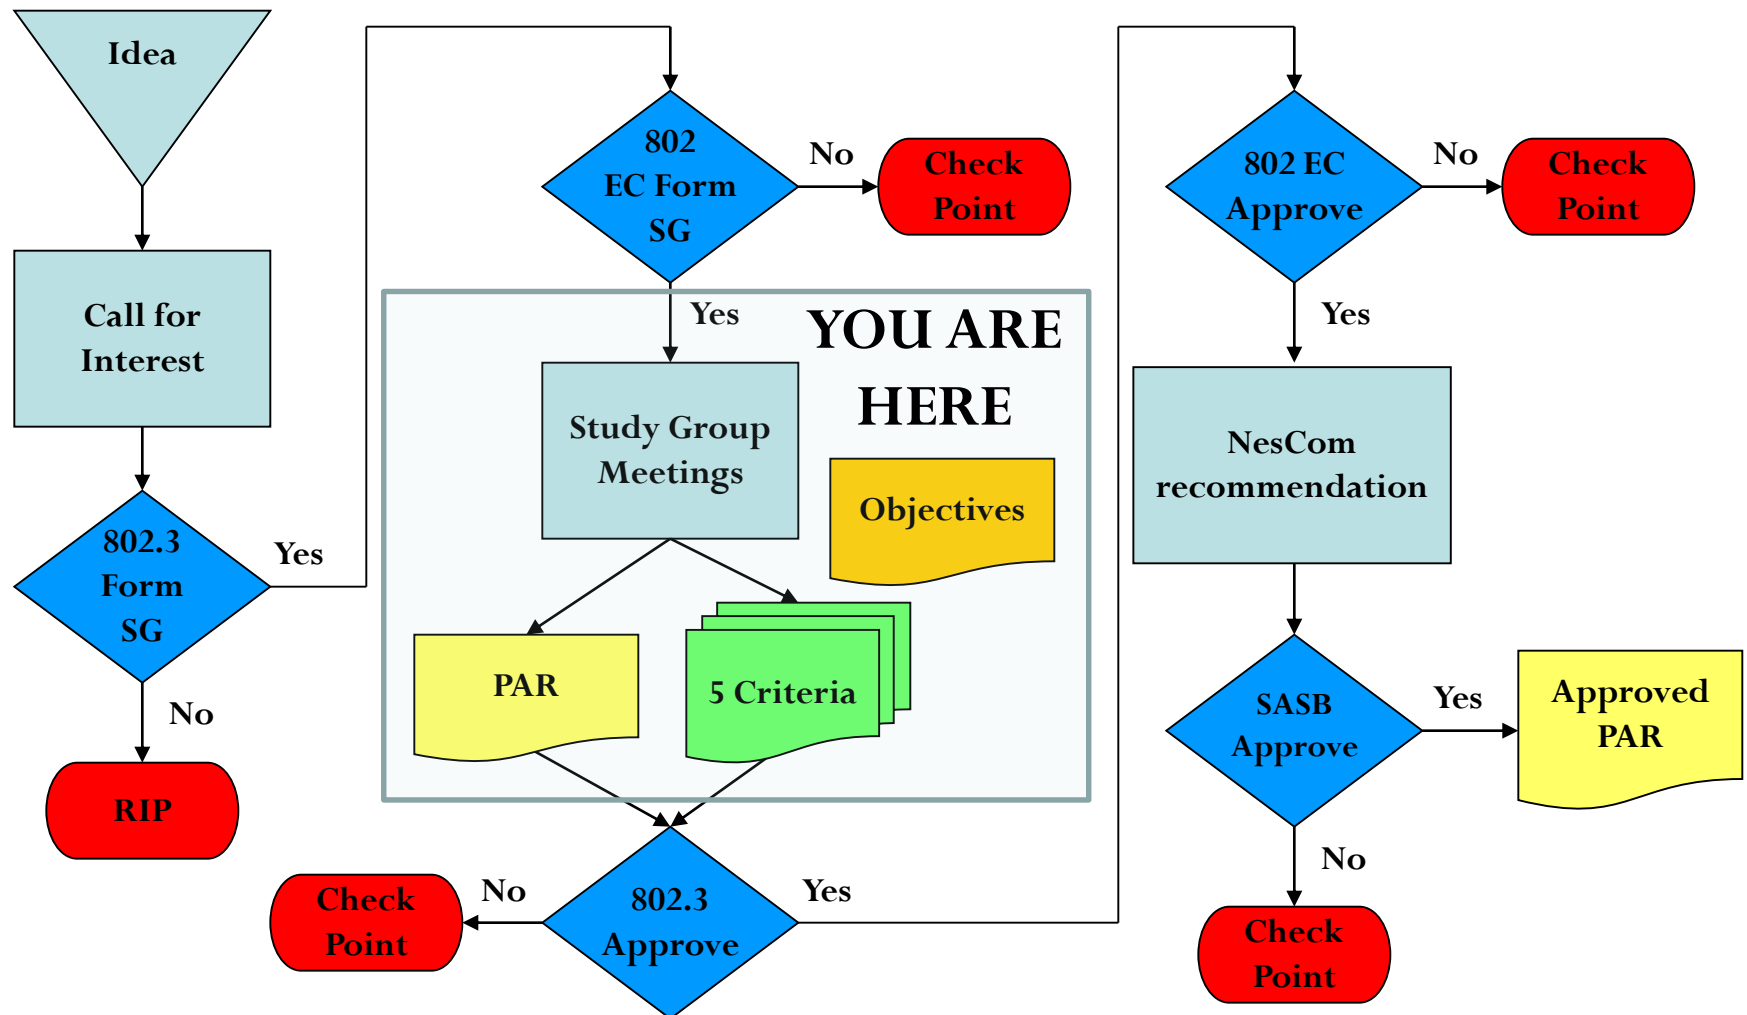 Idea
Call for
Interest
802.3
Form
SG
Yes
No
RIP
802
EC Form
SG
No
Check
Point
Yes
YOU ARE
HERE
Study Group
Meetings
Objectives
PAR
5 Criteria
802.3
Approve
No
Check
Point
Yes
802 EC
Approve
No
Check
Point
Yes
NesCom
recommendation
SASB
Approve
Yes
Approved
PAR
No
Check
Point